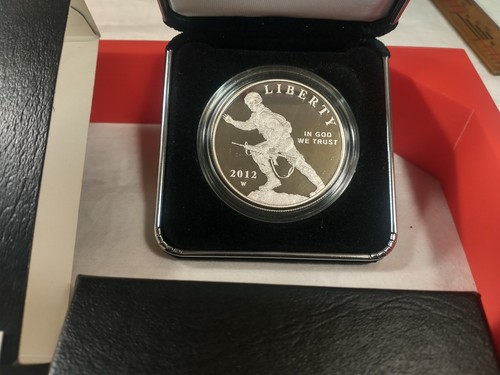 LIBERTY
IN GOD
WE TRUST
2012
W